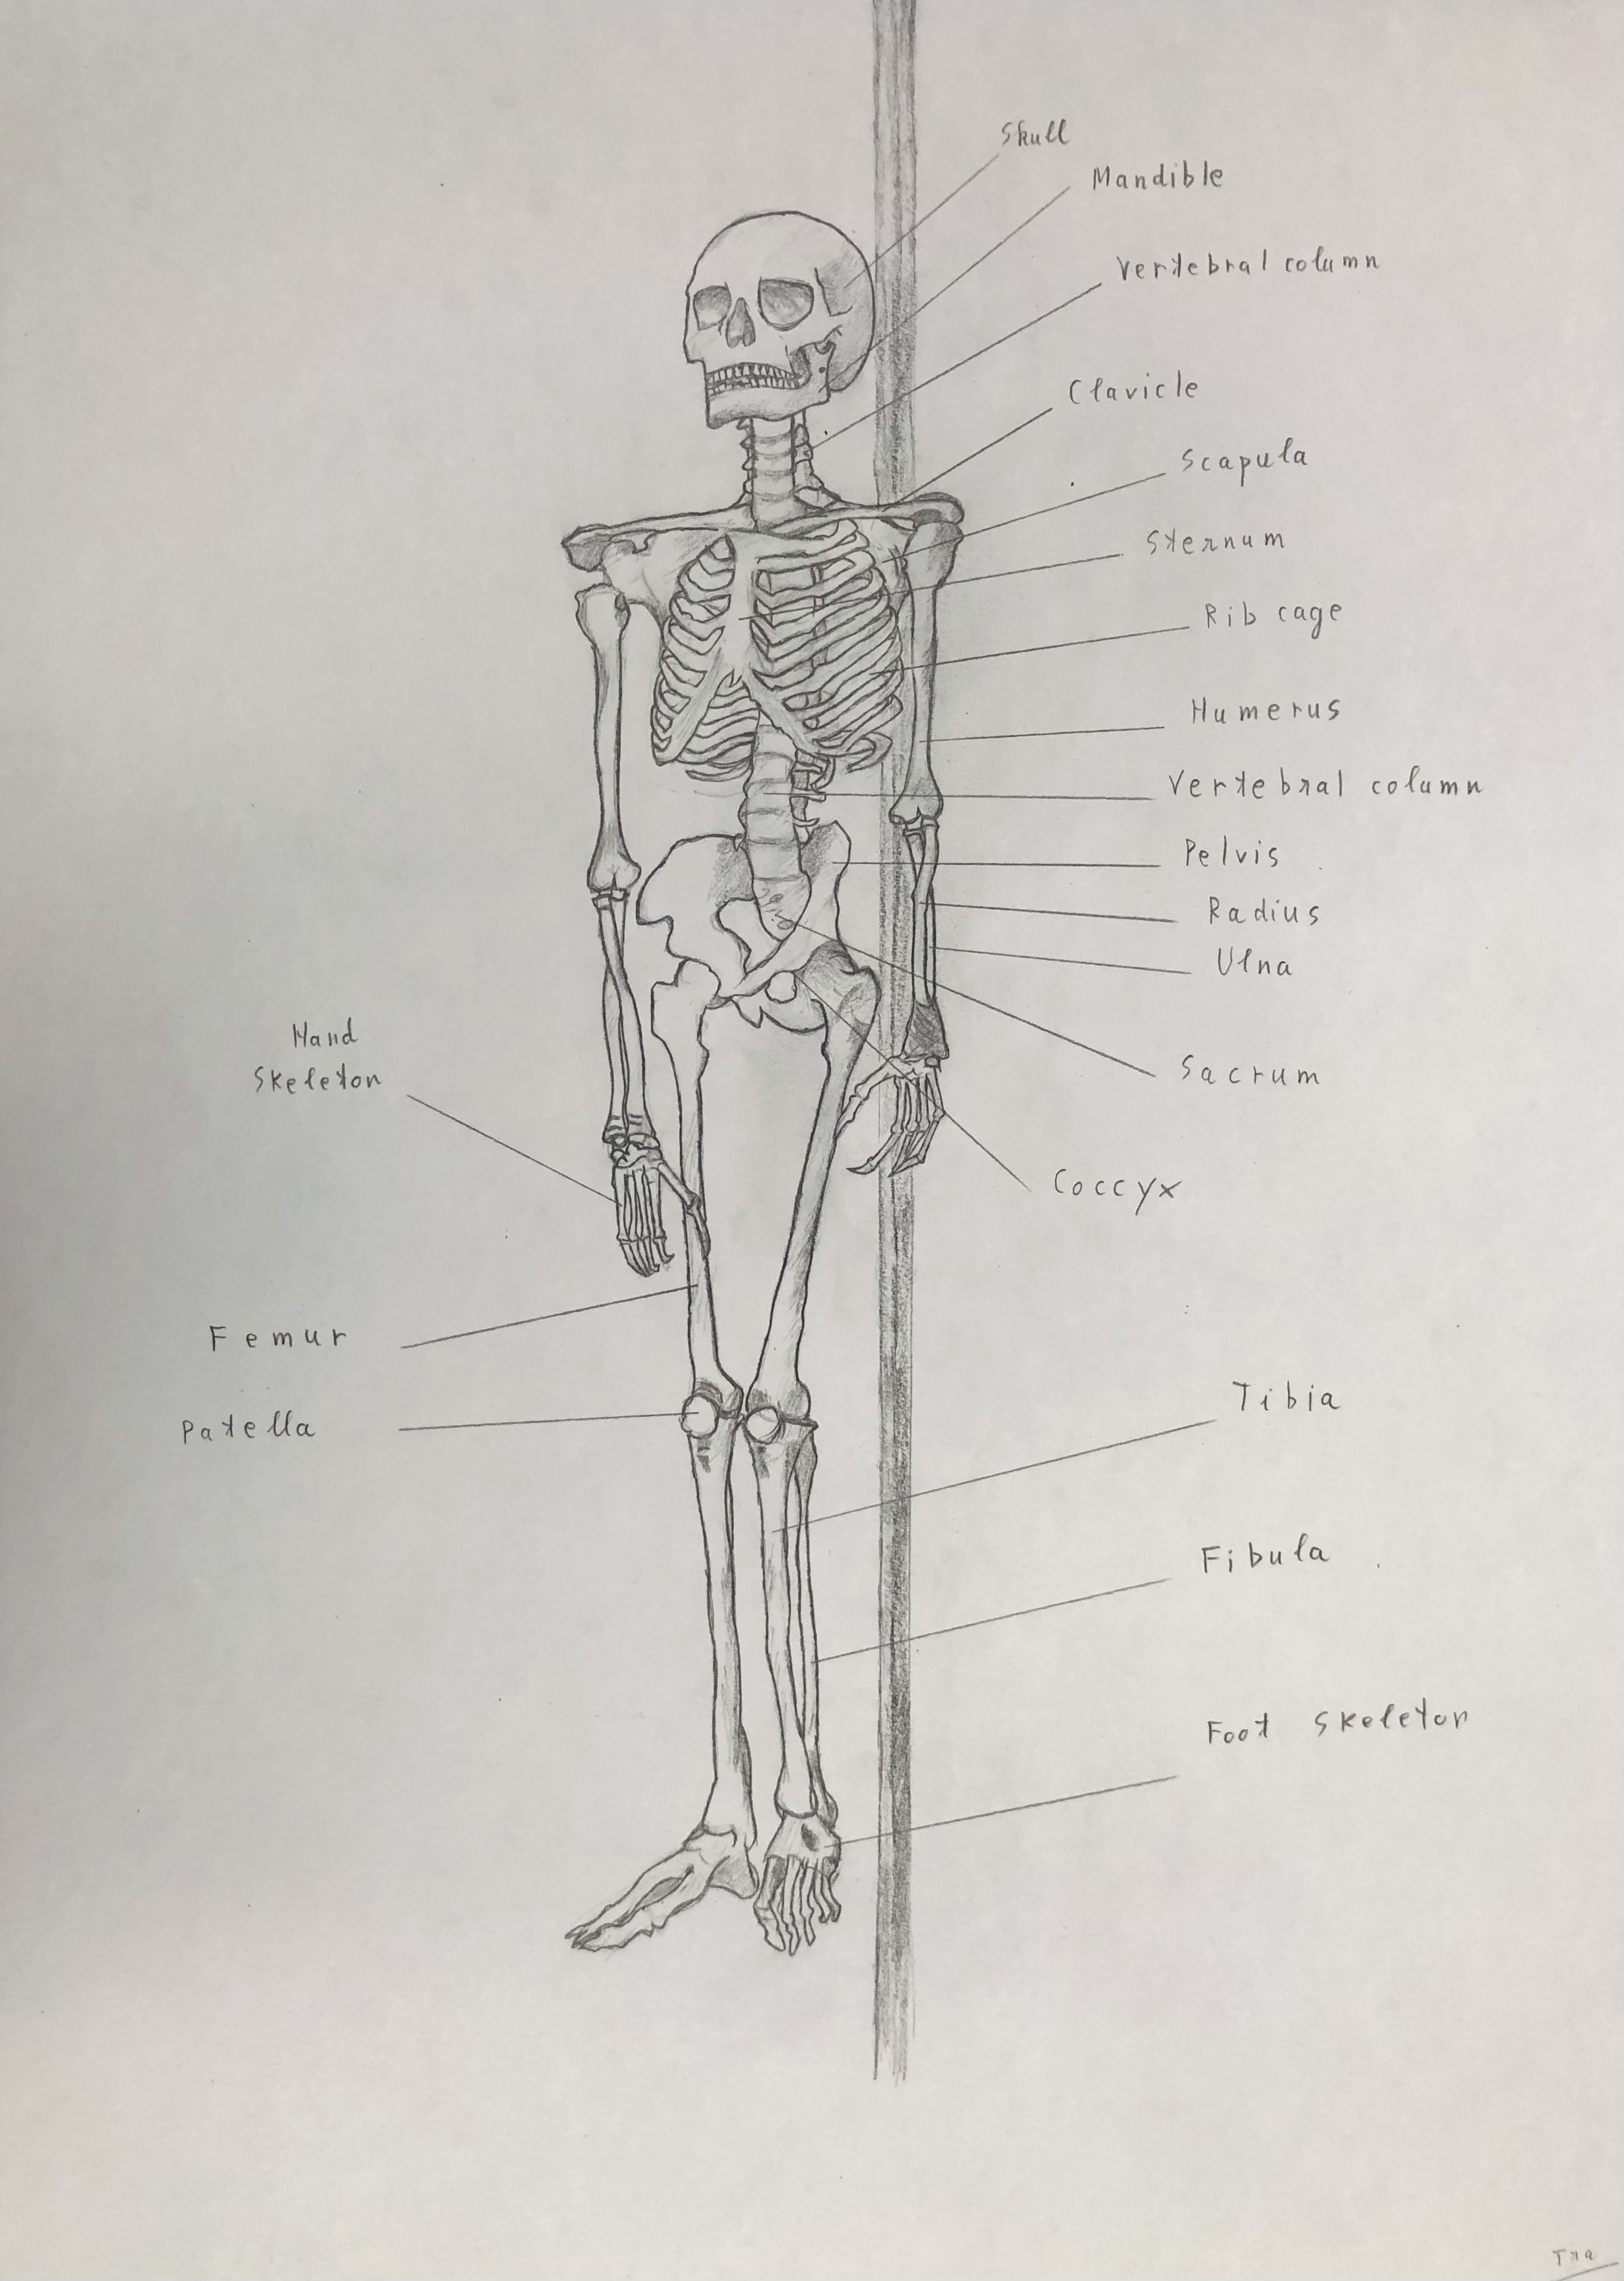 Skull
Mandible
Vertebral column
Clavicle
Scapula
Sternum
Rib cage
Humerus
Vertebral column
Pelvis
Radius
Ulna
Hand
Skeleton
Sacrum
Coccyx
Femur
Patella
Tibia
Fibula
Foot Skeleton